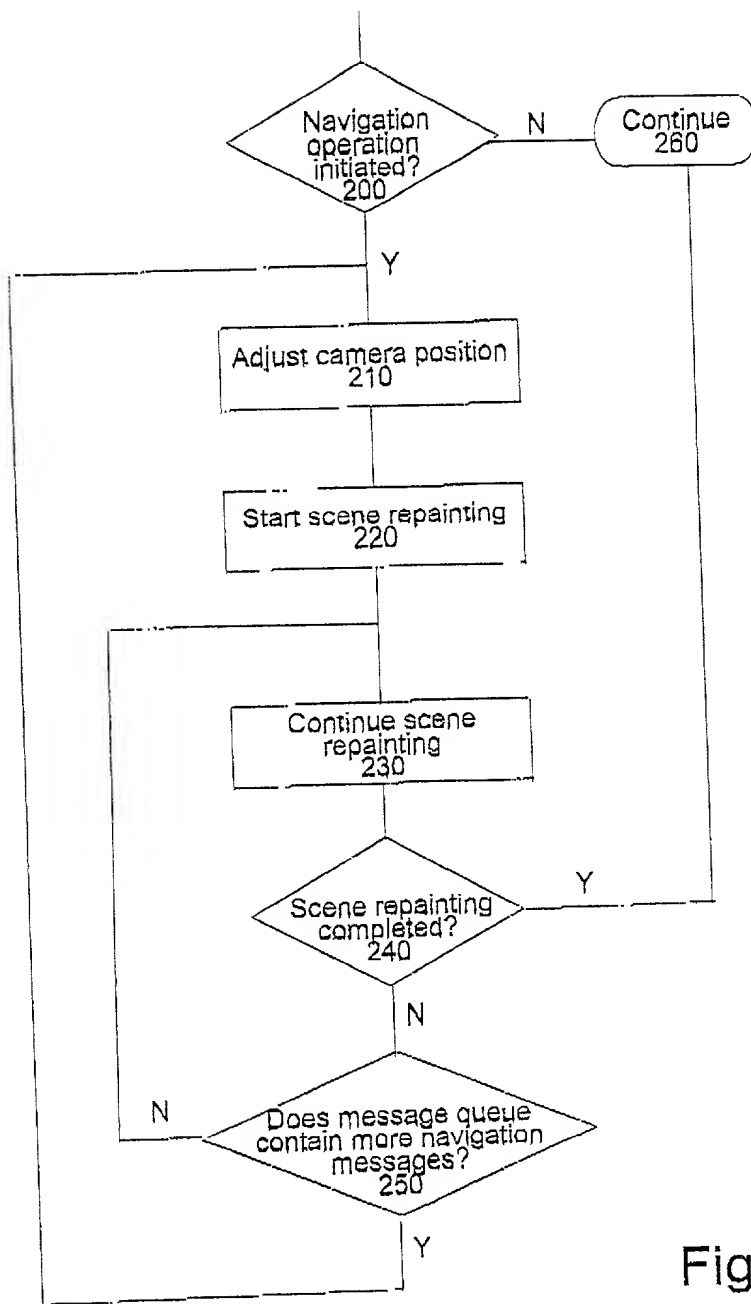 Navigation
operation
initiated?
200
N
Continue
260
Y
Adjust camera position
210
Start scene repainting
220
Continue scene
repainting
230
Scene repainting
completed?
240
Y
N
Does message queue
contain more navigation
messages?
250
N
Y
Fig